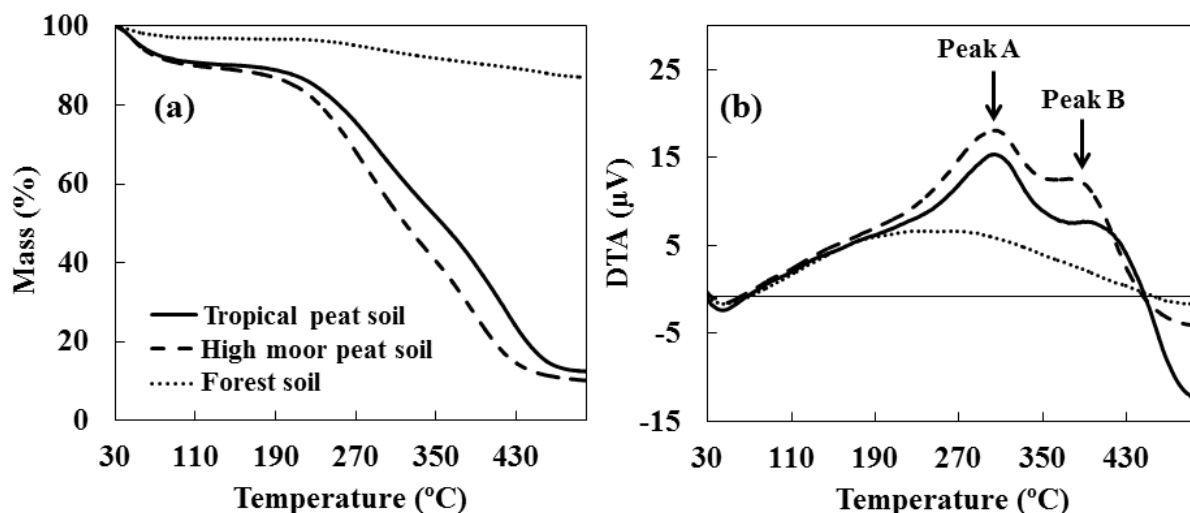 100
80
60
40
20
0
Mass (%)
(a)
Tropical peat soil
High moor peat soil
Forest soil
30 110 190 270 350 430
Temperature (ºC)
25
15
5
-5
-15
DTA (µV)
(b)
Peak A
Peak B
30 110 190 270 350 430
Temperature (ºC)